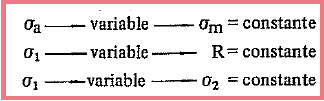 σₐ —— variable —— σₘ = constante
σ₁ —— variable —— R = constante
σ₁ —— variable —— σ₂ = constante